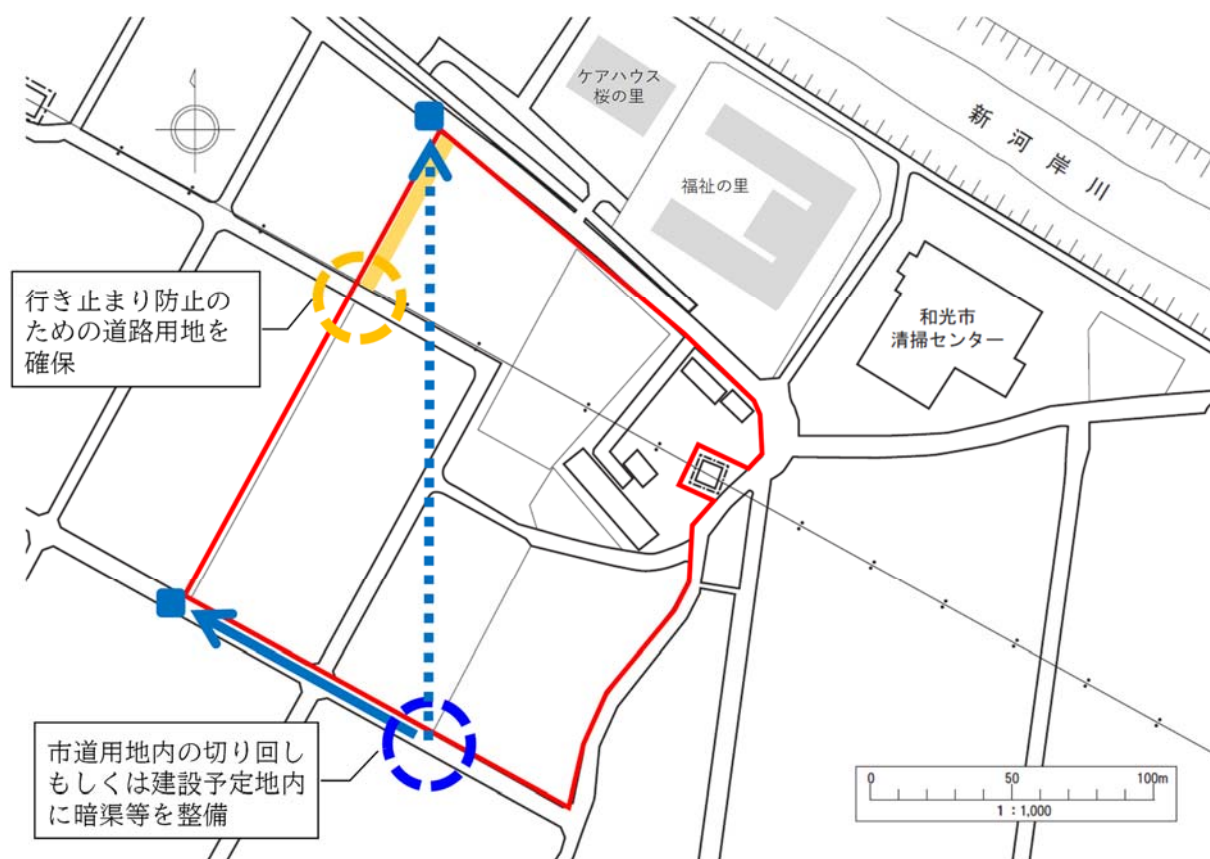 ケアハウス
桜の里
新河岸川
福祉の里
行き止まり防止の
ための道路用地を
確保
和光市
清掃センター
市道用地内の切り回し
もしくは建設予定地内
に暗渠等を整備
0 50 100m
1:1,000